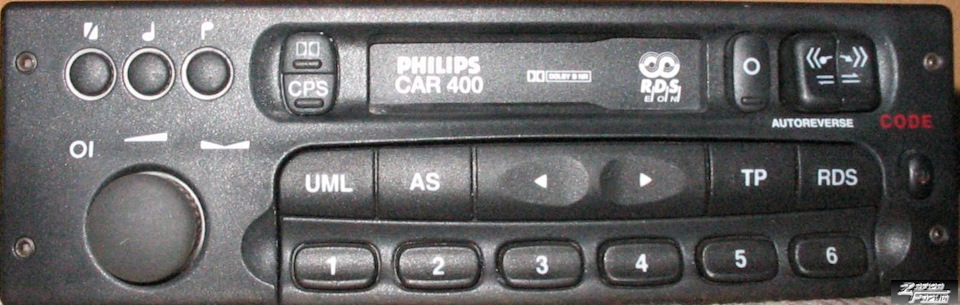 P
PHILIPS
CAR 400
DOLBY B NR
RDS
EON
CPS
AUTOREVERSE
CODE
OI
UML
AS
TP
RDS
1
2
3
4
5
6